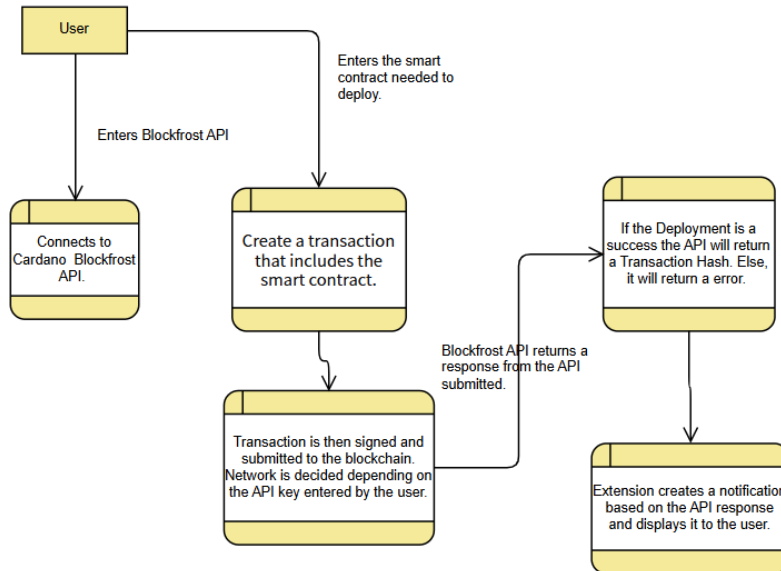 User
Enters the smart
contract needed to
deploy.
Enters Blockfrost API
Connects to
Cardano Blockfrost
API.
Create a transaction
that includes the
smart contract.
If the Deployment is a
success the API will return
a Transaction Hash. Else,
it will return a error.
Blockfrost API returns a
response from the API
submitted.
Transaction is then signed and
submitted to the blockchain.
Network is decided depending on
the API key entered by the user.
Extension creates a notification
based on the API response
and displays it to the user.